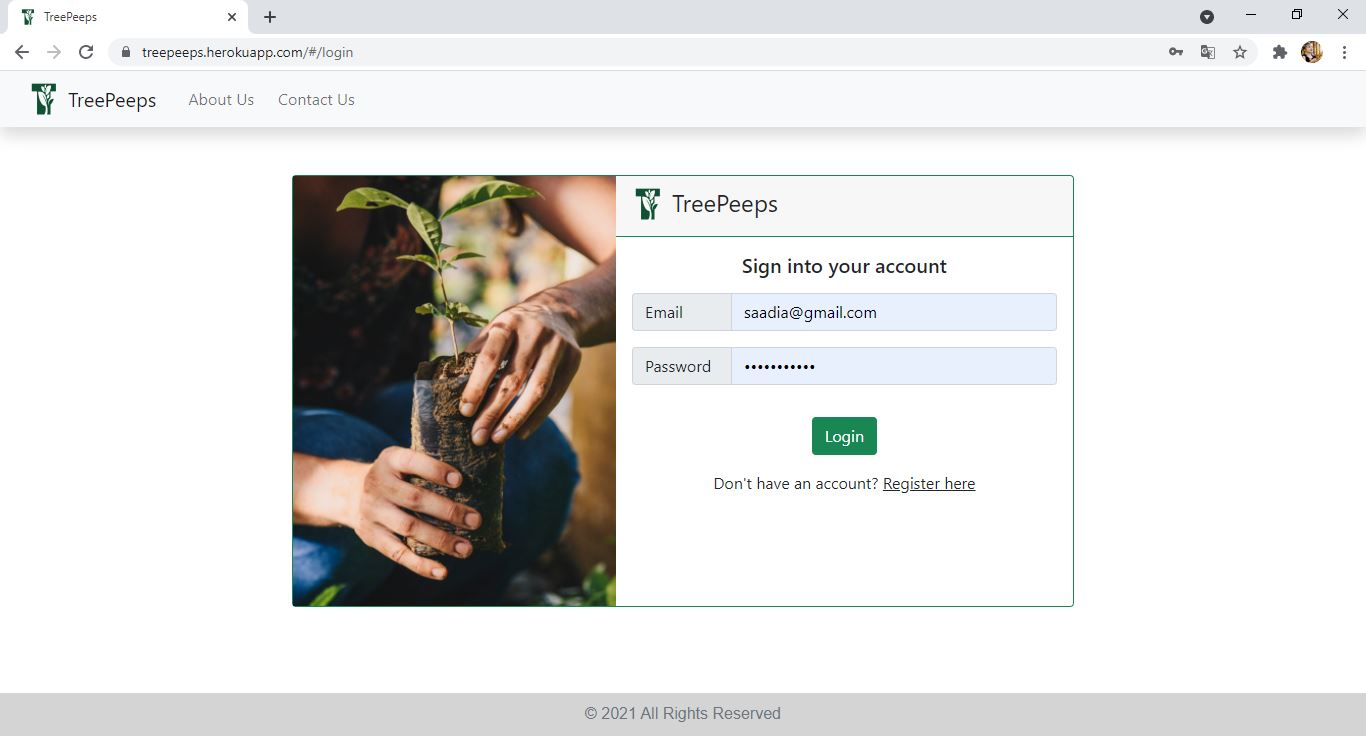 TreePeeps
treepeeps.herokuapp.com/#/login
TreePeeps About Us Contact Us
TreePeeps
Sign into your account
Email saadia@gmail.com
Password •••••••••••
Login
Don't have an account? Register here
© 2021 All Rights Reserved